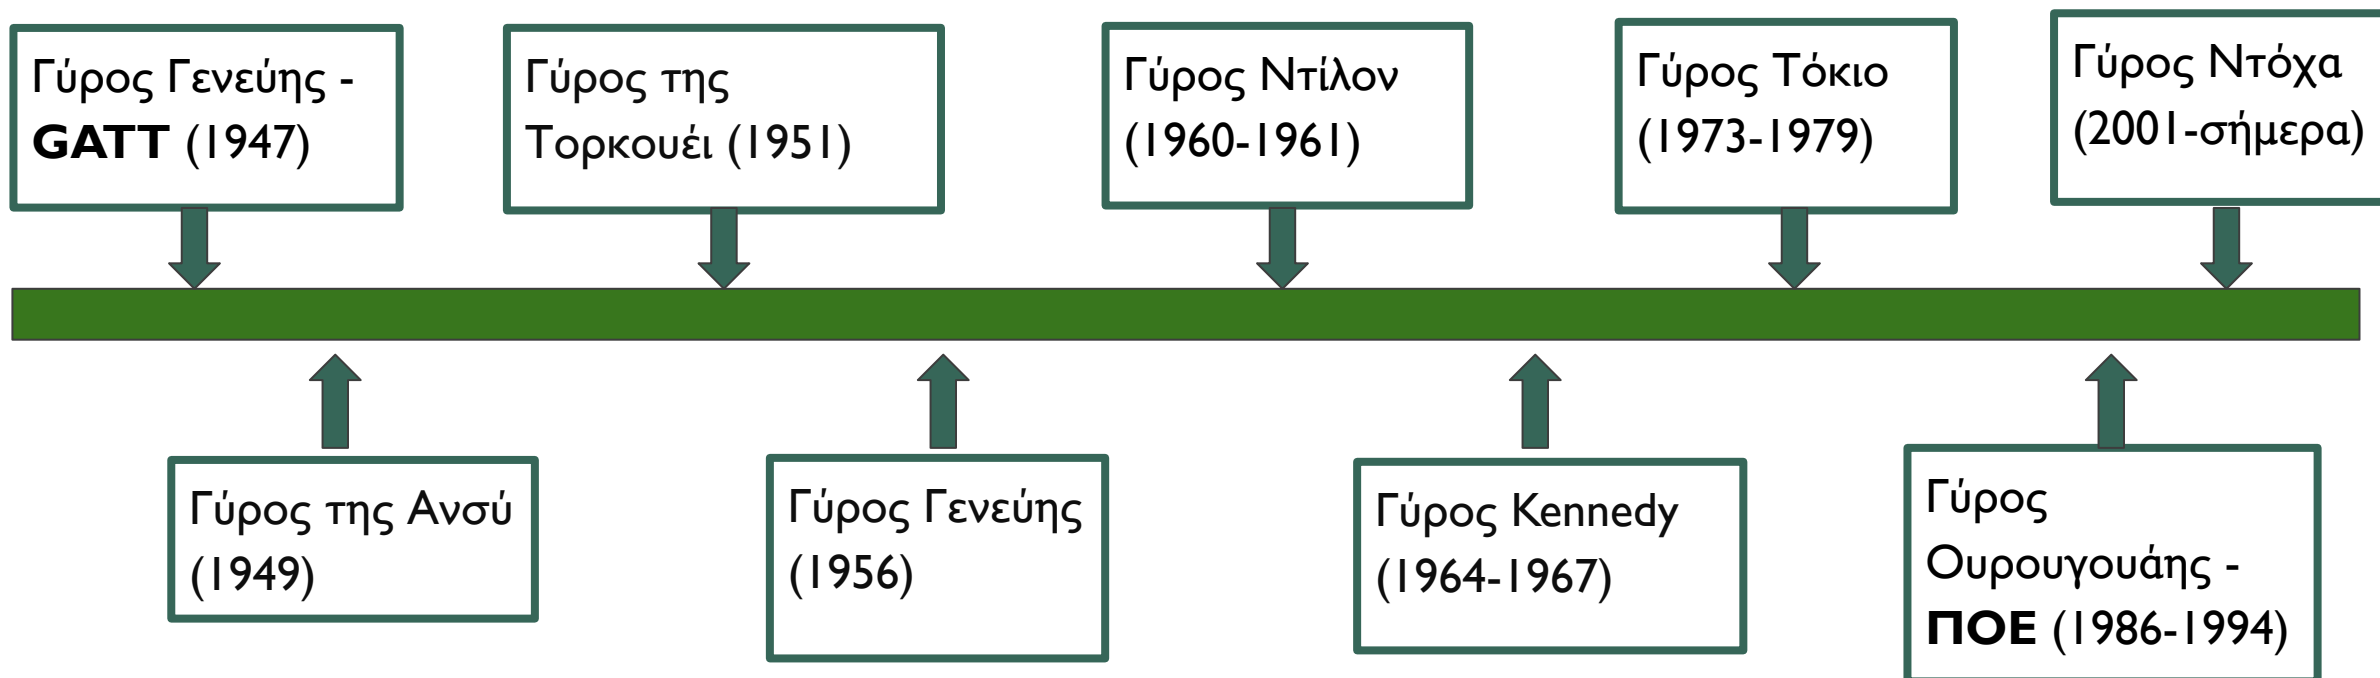 Γύρος Γενεύης -
GATT (1947)
Γύρος της
Τορκουέι (1951)
Γύρος Ντίλον
(1960-1961)
Γύρος Τόκιο
(1973-1979)
Γύρος Ντόχα
(2001-σήμερα)
Γύρος της Ανσύ
(1949)
Γύρος Γενεύης
(1956)
Γύρος Kennedy
(1964-1967)
Γύρος
Ουρουγουάης -
ΠΟΕ (1986-1994)